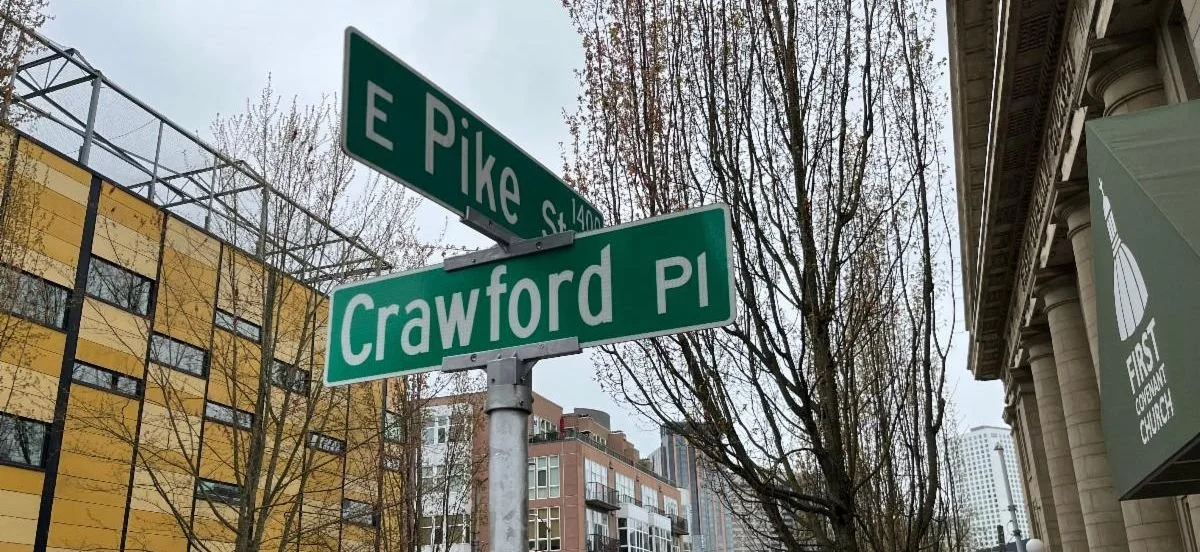 E Pike St 1400
Crawford Pl
FIRST
COVENANT
CHURCH